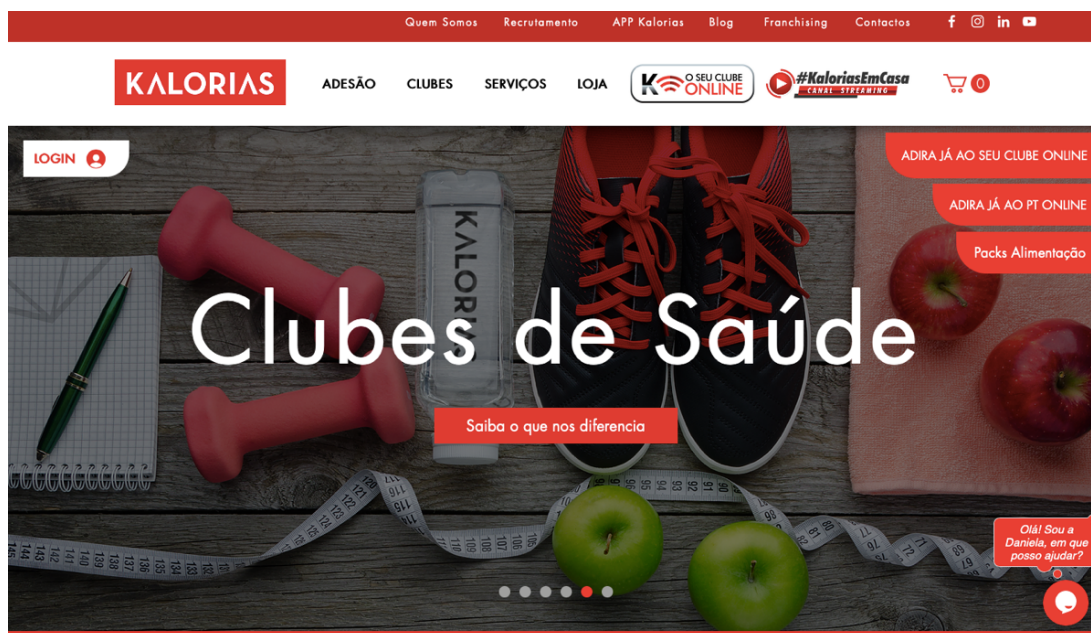 Quem Somos Recrutamento APP Kalorias Blog Franchising Contactos
KALORIAS
ADESÃO CLUBES SERVIÇOS LOJA
K O SEU CLUBE
ONLINE
#KaloriasEmCasa
CANAL STREAMING
0
LOGIN
ADIRA JÁ AO SEU CLUBE ONLINE
ADIRA JÁ AO PT ONLINE
Packs Alimentação
KALORIAS
Clubes de Saúde
Saiba o que nos diferencia
Olá! Sou a
Daniela, em que
posso ajudar?